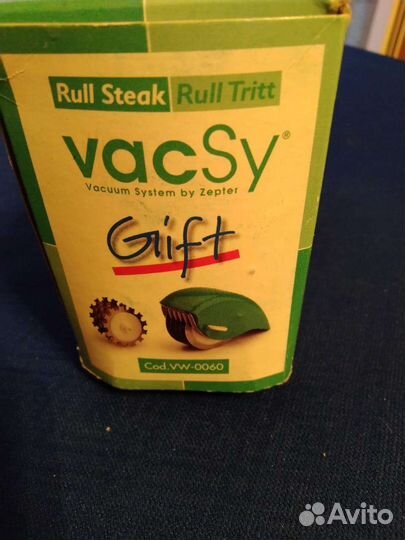 Rull Steak Rull Tritt
vacSy®
Vacuum System by Zepter
Gift
Cod.VW-0060
Avito